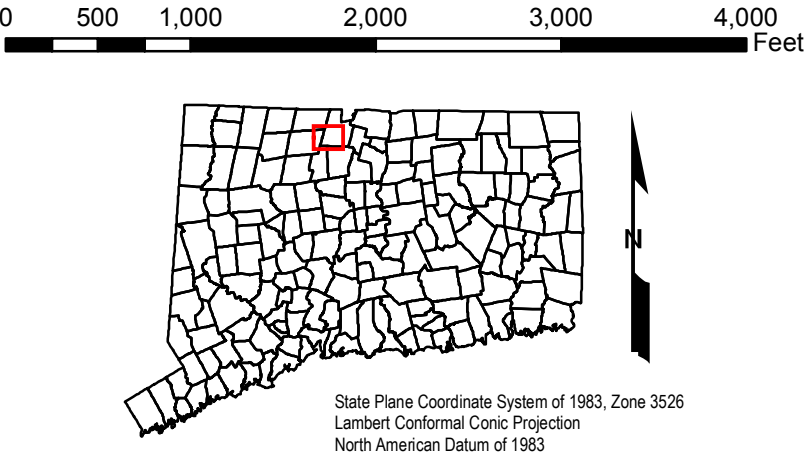 0 500 1,000 2,000 3,000 4,000
Feet
N
State Plane Coordinate System of 1983, Zone 3526
Lambert Conformal Conic Projection
North American Datum of 1983